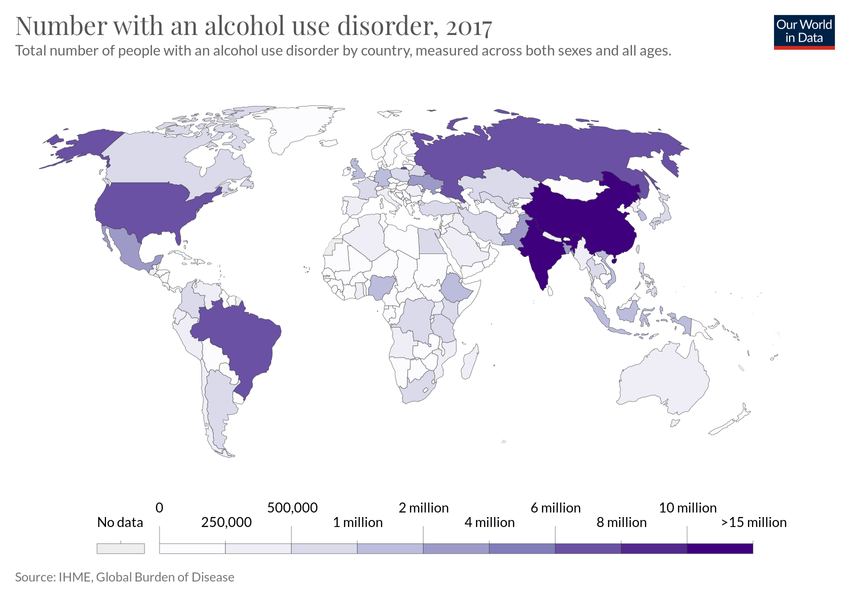 Number with an alcohol use disorder, 2017
Total number of people with an alcohol use disorder by country, measured across both sexes and all ages.
Our World
in Data
0 500,000 2 million 6 million 10 million
No data 250,000 1 million 4 million 8 million >15 million
Source: IHME, Global Burden of Disease